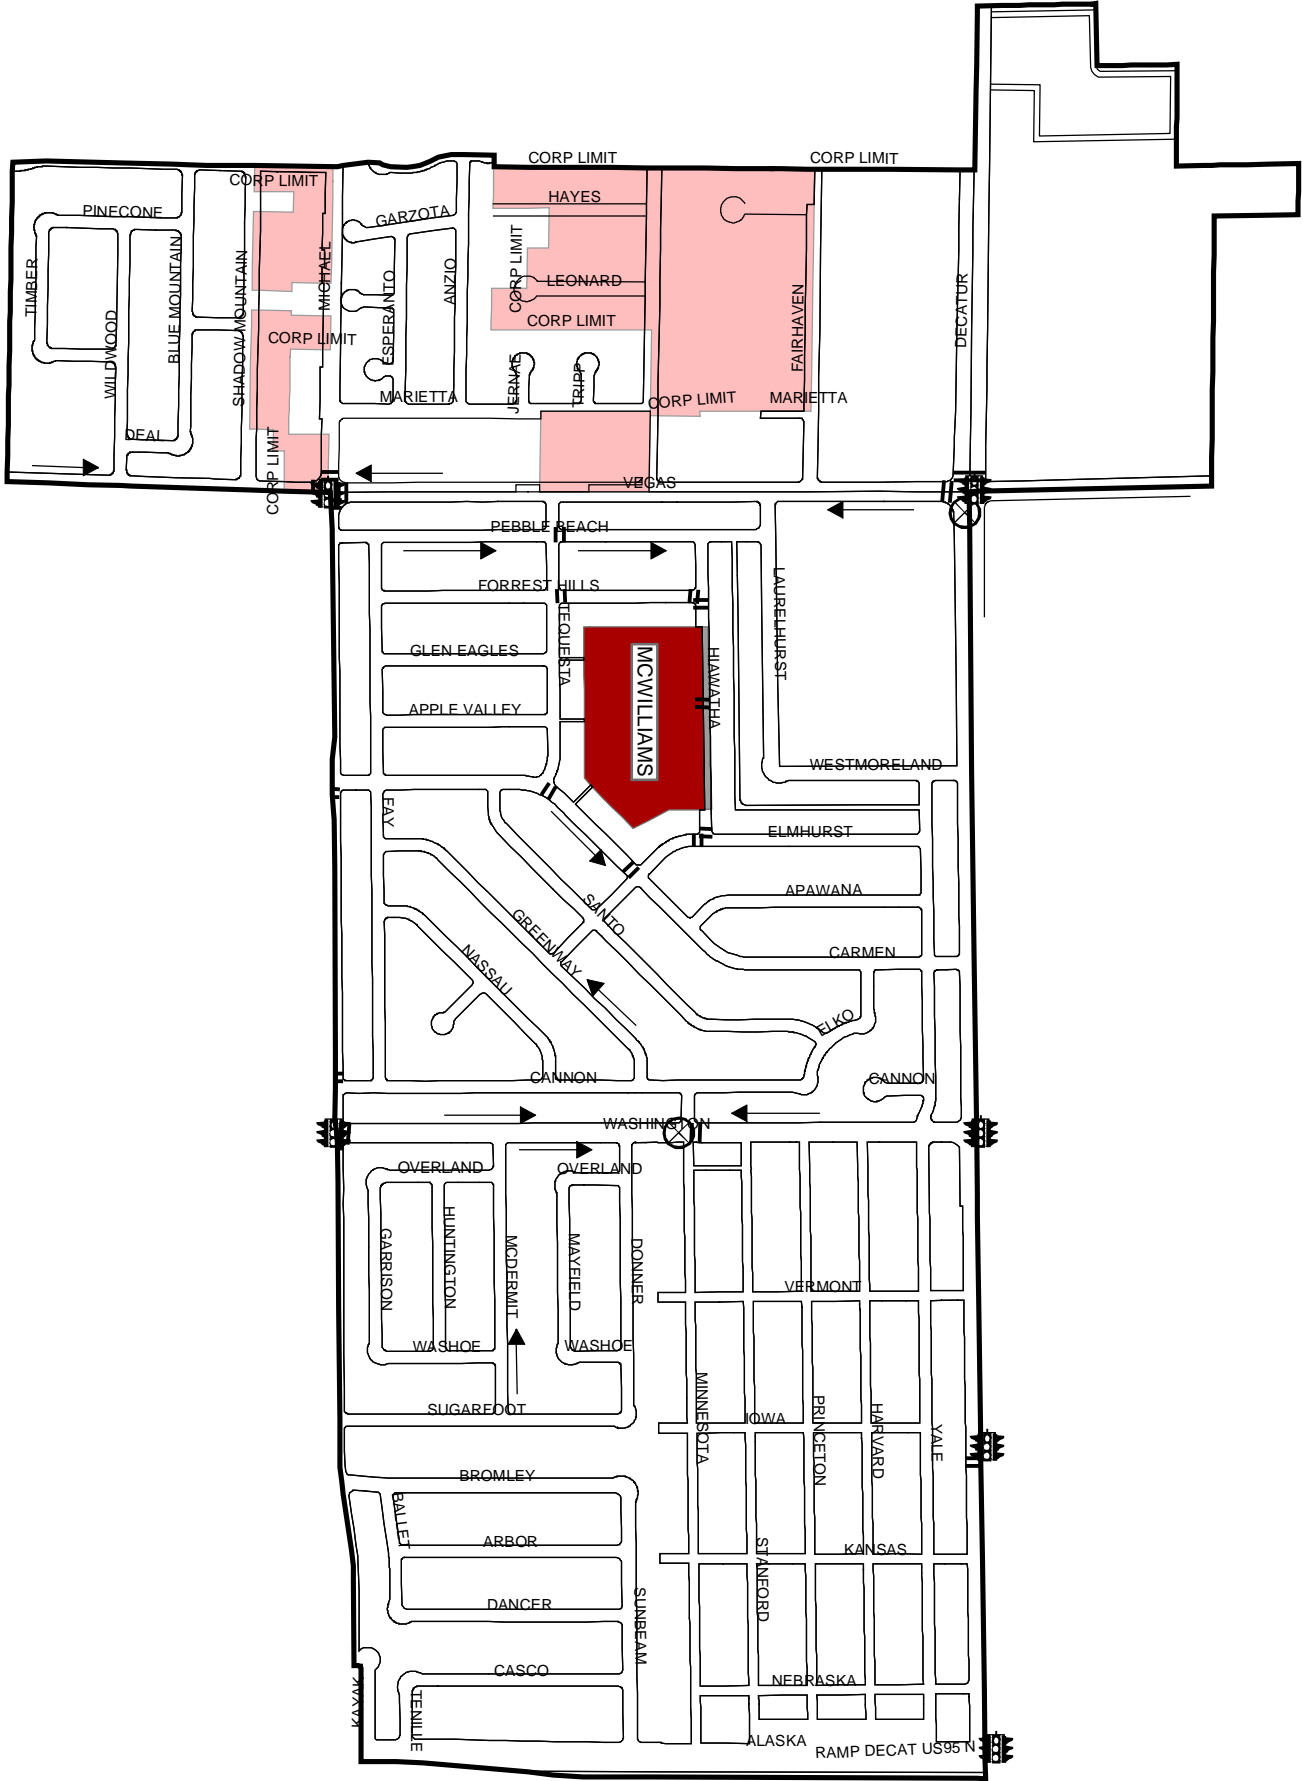 CORP LIMIT
CORP LIMIT
CORP LIMIT
HAYES
PINECONE
GARZOTA
TIMBER
WILDWOOD
BLUE MOUNTAIN
SHADOW MOUNTAIN
MICHAEL
ESPERANTO
ANZIO
CORP LIMIT
LEONARD
CORP LIMIT
FAIRHAVEN
DECATUR
CORP LIMIT
JERNAE
TRIPP
MARIETTA
CORP LIMIT
MARIETTA
DEAL
CORP LIMIT
VEGAS
PEBBLE BEACH
FORREST HILLS
TEQUESTA
LAURELHURST
GLEN EAGLES
MCWILLIAMS
HIAWATHA
APPLE VALLEY
WESTMORELAND
FAY
ELMHURST
APAWANA
SANTO
GREENWAY
NASSAU
CARMEN
ELKO
CANNON
CANNON
WASHINGTON
OVERLAND
OVERLAND
GARRISON
HUNTINGTON
MCDERMIT
MAYFIELD
DONNER
VERMONT
WASHOE
WASHOE
SUGARFOOT
MINNESOTA
IOWA
PRINCETON
HARVARD
YALE
BROMLEY
BALLET
ARBOR
STANFORD
KANSAS
DANCER
SUNBEAM
CASCO
NEBRASKA
KAYAK
TENILLE
ALASKA
RAMP DECAT US95 N